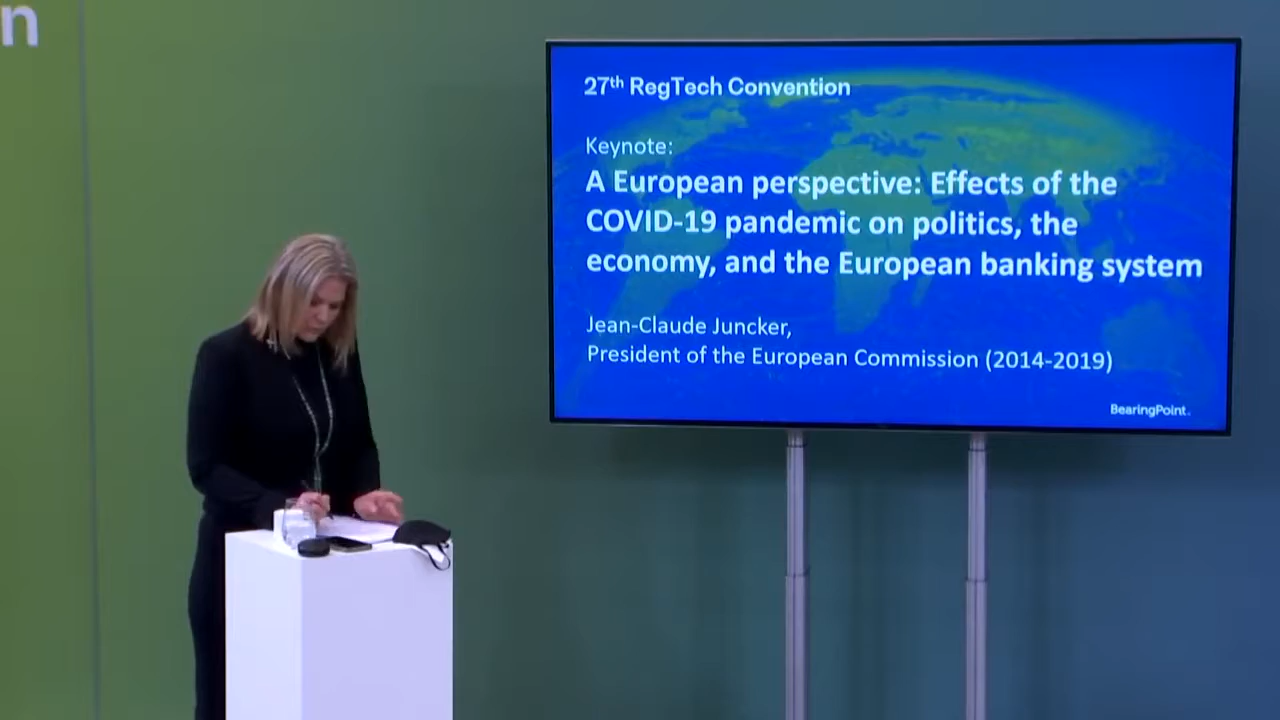 n
27th RegTech Convention
Keynote:
A European perspective: Effects of the
COVID-19 pandemic on politics, the
economy, and the European banking system
Jean-Claude Juncker,
President of the European Commission (2014-2019)
BearingPoint.